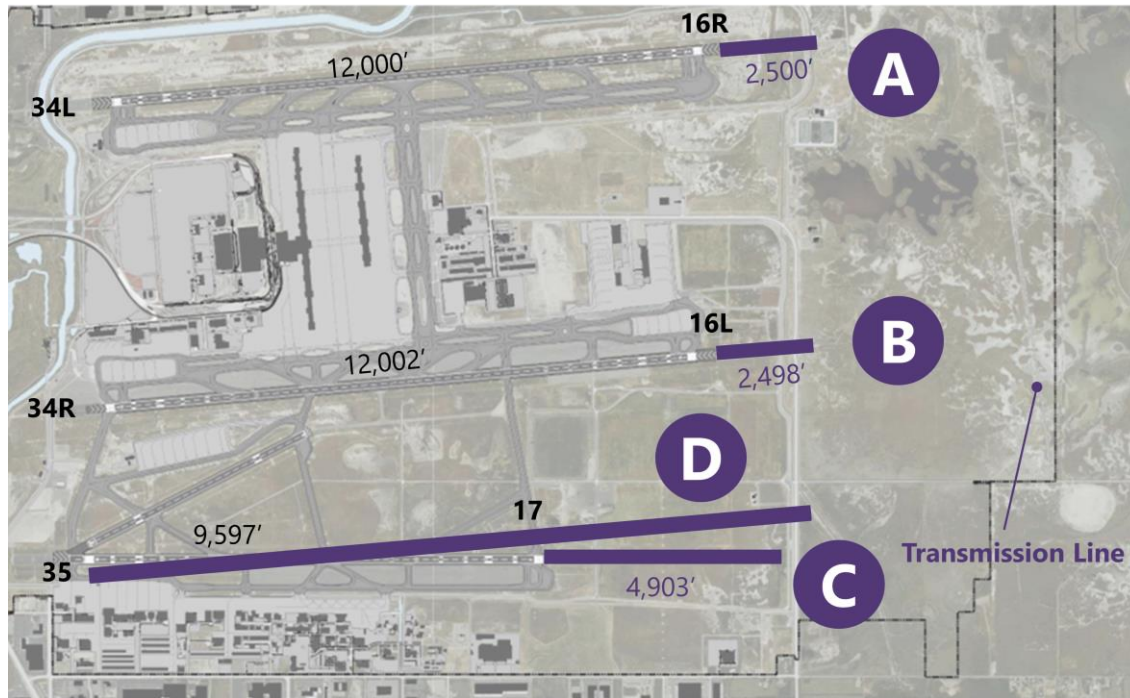 16R
12,000’
2,500’
A
34L
16L
B
12,002’
2,498’
34R
D
17
9,597’
35
Transmission Line
4,903’
C